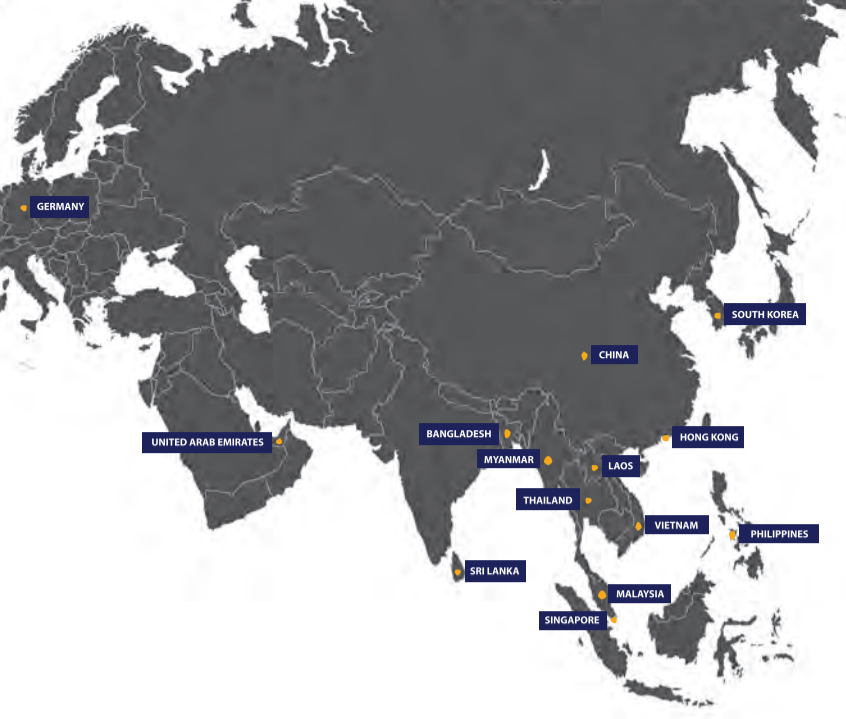 GERMANY
SOUTH KOREA
CHINA
BANGLADESH
HONG KONG
UNITED ARAB EMIRATES
MYANMAR
LAOS
THAILAND
VIETNAM
PHILIPPINES
SRI LANKA
MALAYSIA
SINGAPORE